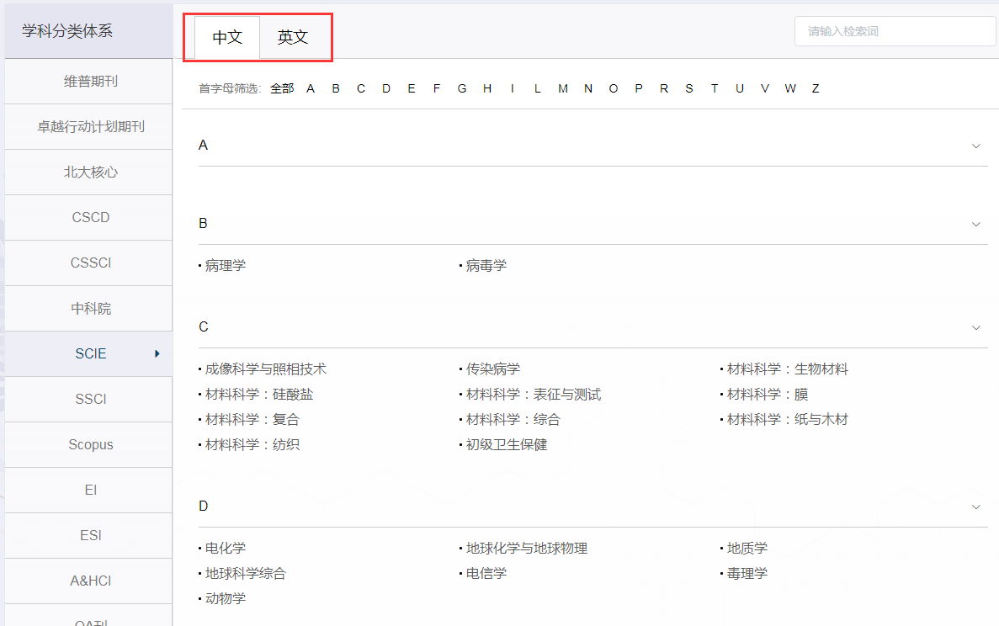 学科分类体系
中文 英文
请输入检索词
维普期刊
卓越行动计划期刊
北大核心
CSCD
CSSCI
中科院
SCIE
SSCI
Scopus
EI
ESI
A&HCI
OA刊
首字母筛选: 全部 A B C D E F G H I L M N O P R S T U V W Z
A
B
· 病理学 · 病毒学
C
· 成像科学与照相技术 · 传染病学 · 材料科学：生物材料
· 材料科学：硅酸盐 · 材料科学：表征与测试 · 材料科学：膜
· 材料科学：复合 · 材料科学：综合 · 材料科学：纸与木材
· 材料科学：纺织 · 初级卫生保健
D
· 电化学 · 地球化学与地球物理 · 地质学
· 地球科学综合 · 电信学 · 毒理学
· 动物学